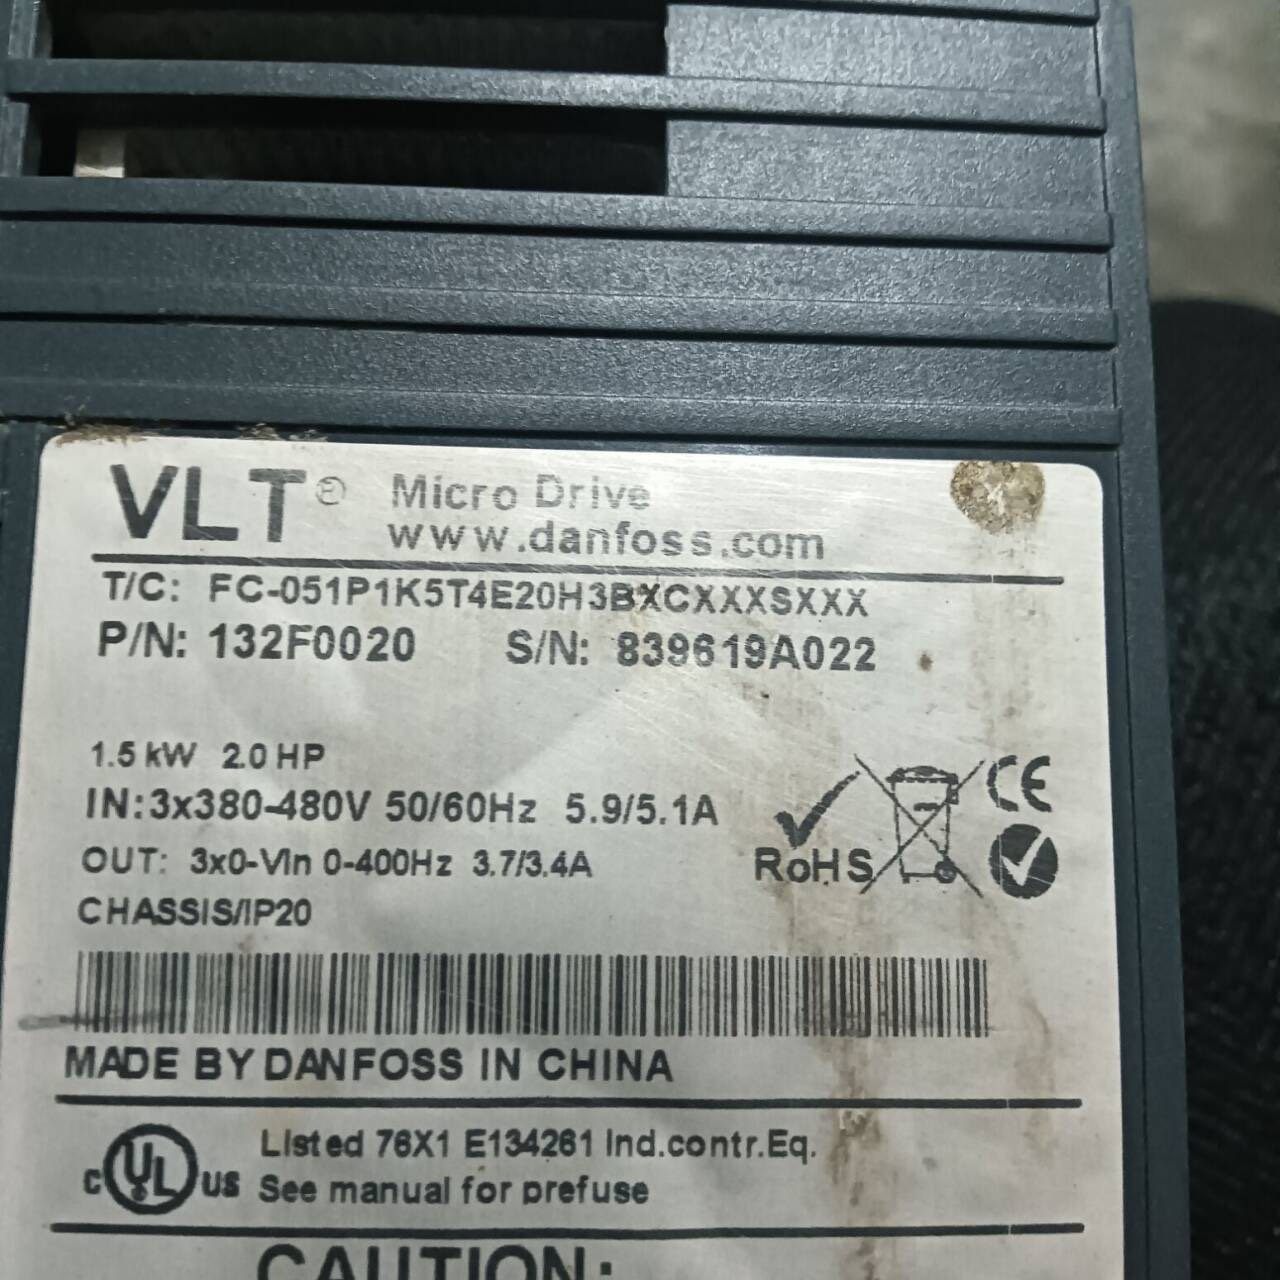 VLT® Micro Drive
www.danfoss.com
T/C: FC-051P1K5T4E20H3BXCXXXSXXX
P/N: 132F0020 S/N: 839619A022
1.5 kW 2.0 HP
IN:3x380-480V 50/60Hz 5.9/5.1A
OUT: 3x0-Vin 0-400Hz 3.7/3.4A
CHASSIS/IP20
RoHS
CE
MADE BY DANFOSS IN CHINA
c UL US Listed 76X1 E134261 Ind.contr.Eq.
See manual for prefuse
CAUTION: